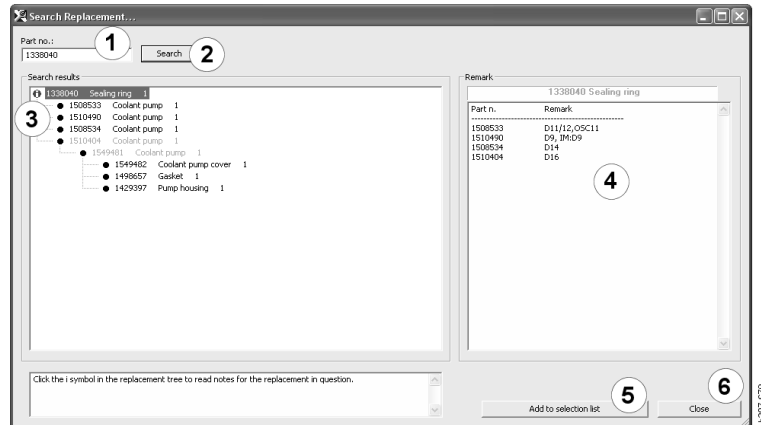 Search Replacement...
Part no.:
1338040
Search
1
2
Search results
1338040 Sealing ring 1
1508533 Coolant pump 1
1510490 Coolant pump 1
1508534 Coolant pump 1
1510404 Coolant pump 1
1549481 Coolant pump 1
1549482 Coolant pump cover 1
1498657 Gasket 1
1429397 Pump housing 1
3
Remark
1338040 Sealing ring
Part n. Remark
1508533 D11/12,OSC11
1510490 D9, IM:D9
1508534 D14
1510404 D16
4
Click the i symbol in the replacement tree to read notes for the replacement in question.
5
6
Add to selection list
Close